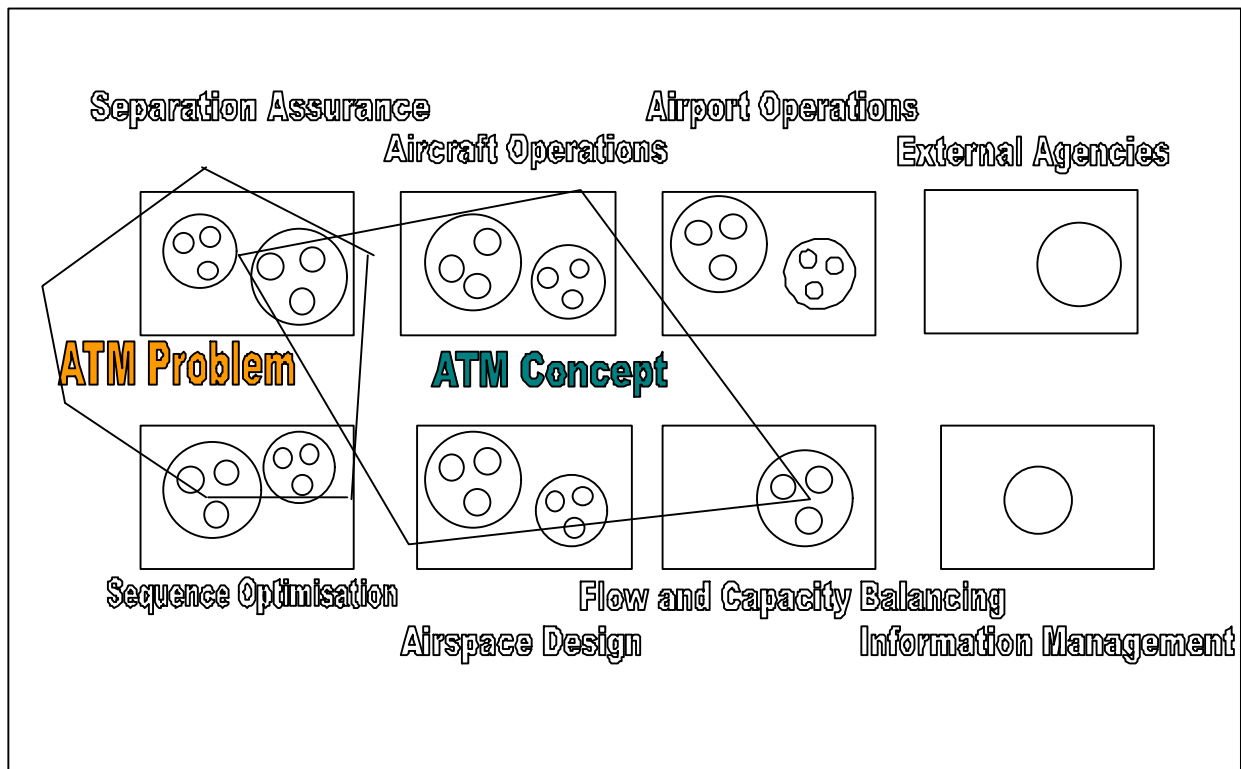 Separation Assurance
Airport Operations
Aircraft Operations
External Agencies
ATM Problem
ATM Concept
Sequence Optimisation
Flow and Capacity Balancing
Airspace Design
Information Management